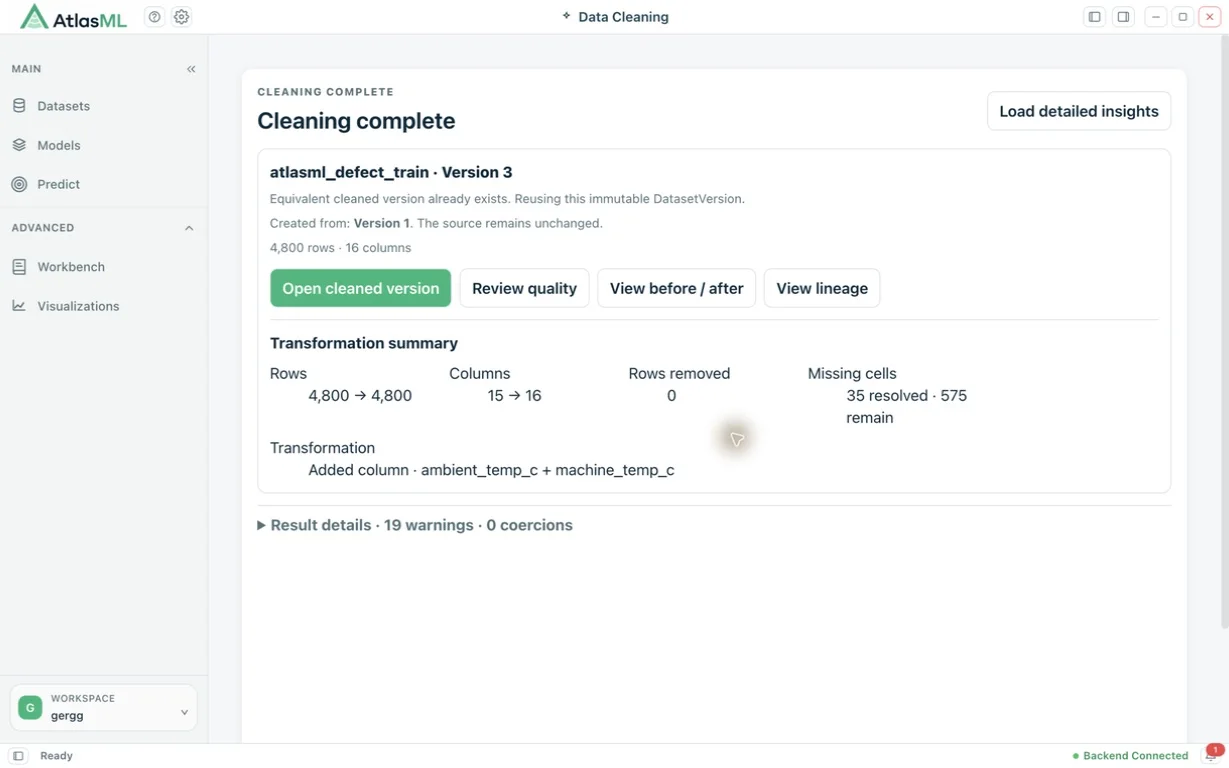 AtlasML
Data Cleaning
MAIN
Datasets
Models
Predict
ADVANCED
Workbench
Visualizations
WORKSPACE
G
gergg
CLEANING COMPLETE
Cleaning complete
Load detailed insights
atlasml_defect_train · Version 3
Equivalent cleaned version already exists. Reusing this immutable DatasetVersion.
Created from: Version 1. The source remains unchanged.
4,800 rows · 16 columns
Open cleaned version
Review quality
View before / after
View lineage
Transformation summary
Rows
4,800 → 4,800
Columns
15 → 16
Rows removed
0
Missing cells
35 resolved · 575
remain
Transformation
Added column · ambient_temp_c + machine_temp_c
Result details · 19 warnings · 0 coercions
Ready
Backend Connected
1